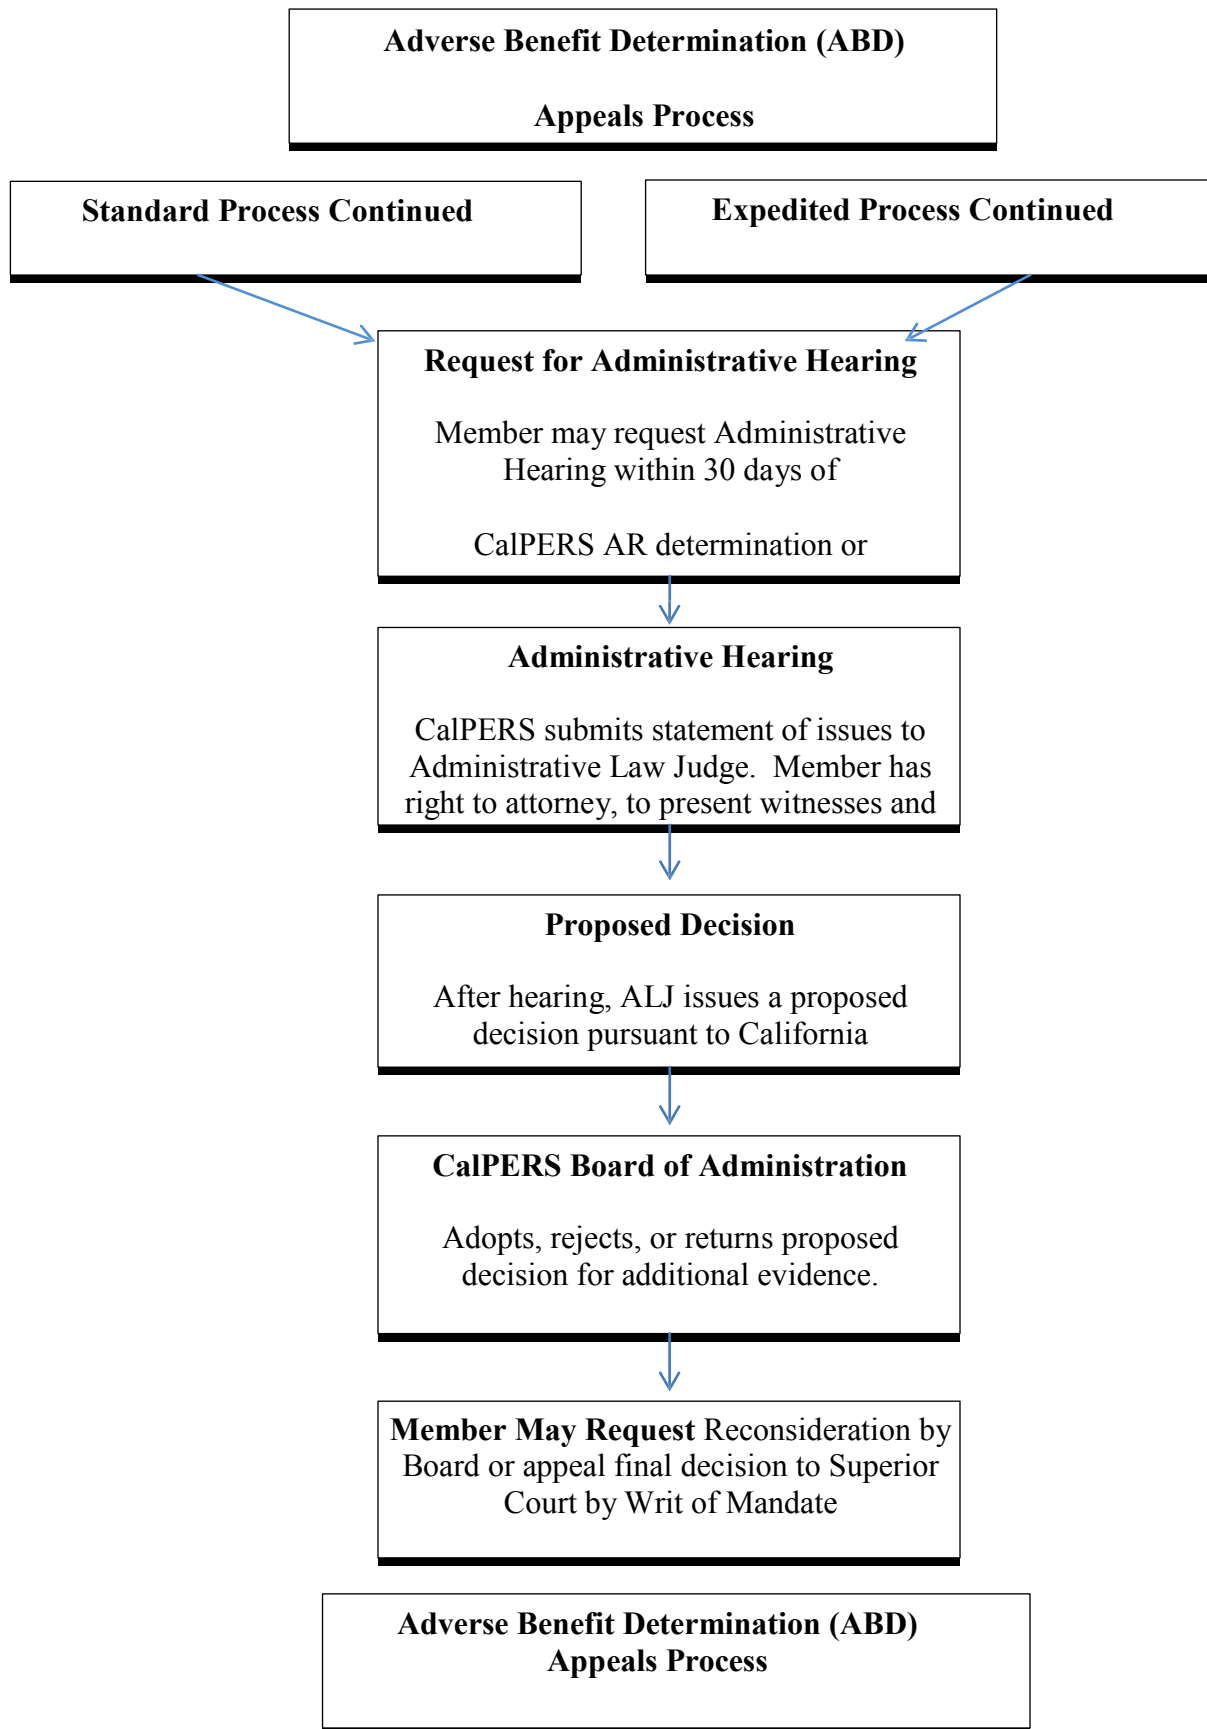 Adverse Benefit Determination (ABD)
Appeals Process
Standard Process Continued
Expedited Process Continued
Request for Administrative Hearing
Member may request Administrative
Hearing within 30 days of
CalPERS AR determination or
Administrative Hearing
CalPERS submits statement of issues to
Administrative Law Judge.  Member has
right to attorney, to present witnesses and
Proposed Decision
After hearing, ALJ issues a proposed
decision pursuant to California
CalPERS Board of Administration
Adopts, rejects, or returns proposed
decision for additional evidence.
Member May Request Reconsideration by
Board or appeal final decision to Superior
Court by Writ of Mandate
Adverse Benefit Determination (ABD)
Appeals Process